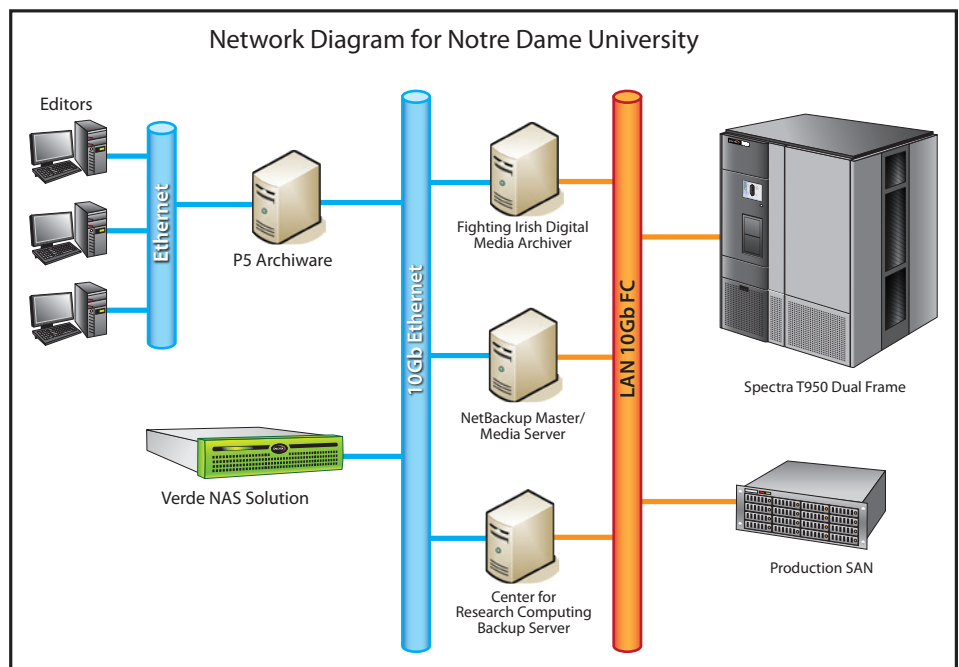 Network Diagram for Notre Dame University
Editors
Ethernet
P5 Archiware
10Gb Ethernet
Verde NAS Solution
Fighting Irish Digital
Media Archiver
NetBackup Master/
Media Server
Center for
Research Computing
Backup Server
LAN 10Gb FC
Spectra T950 Dual Frame
Production SAN